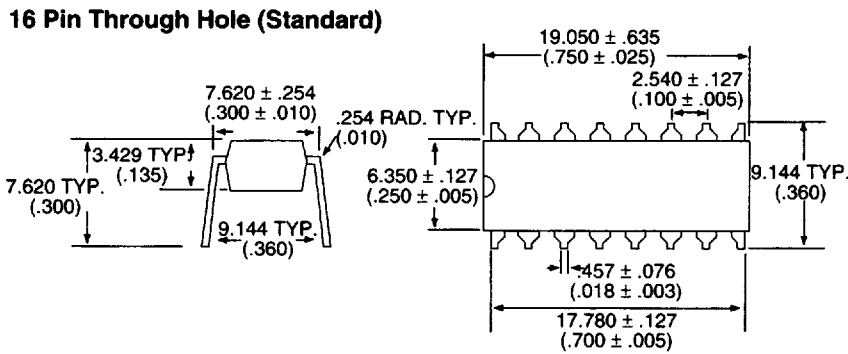 16 Pin Through Hole (Standard)
19.050 ± .635
(.750 ± .025)
7.620 ± .254
(.300 ± .010)
.254 RAD. TYP.
(.010)
2.540 ± .127
(.100 ± .005)
3.429 TYP.
(.135)
7.620 TYP.
(.300)
9.144 TYP.
(.360)
6.350 ± .127
(.250 ± .005)
9.144 TYP.
(.360)
.457 ± .076
(.018 ± .003)
17.780 ± .127
(.700 ± .005)